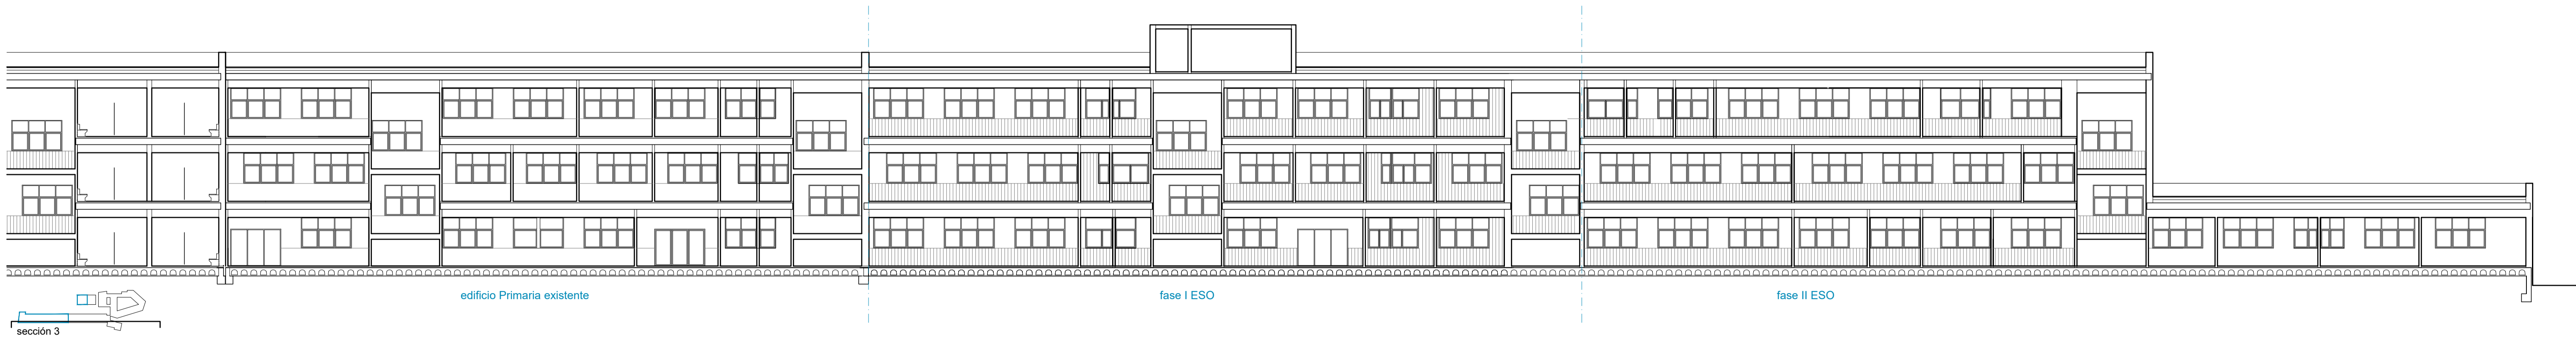 edificio Primaria existente
fase I ESO
fase II ESO
sección 3